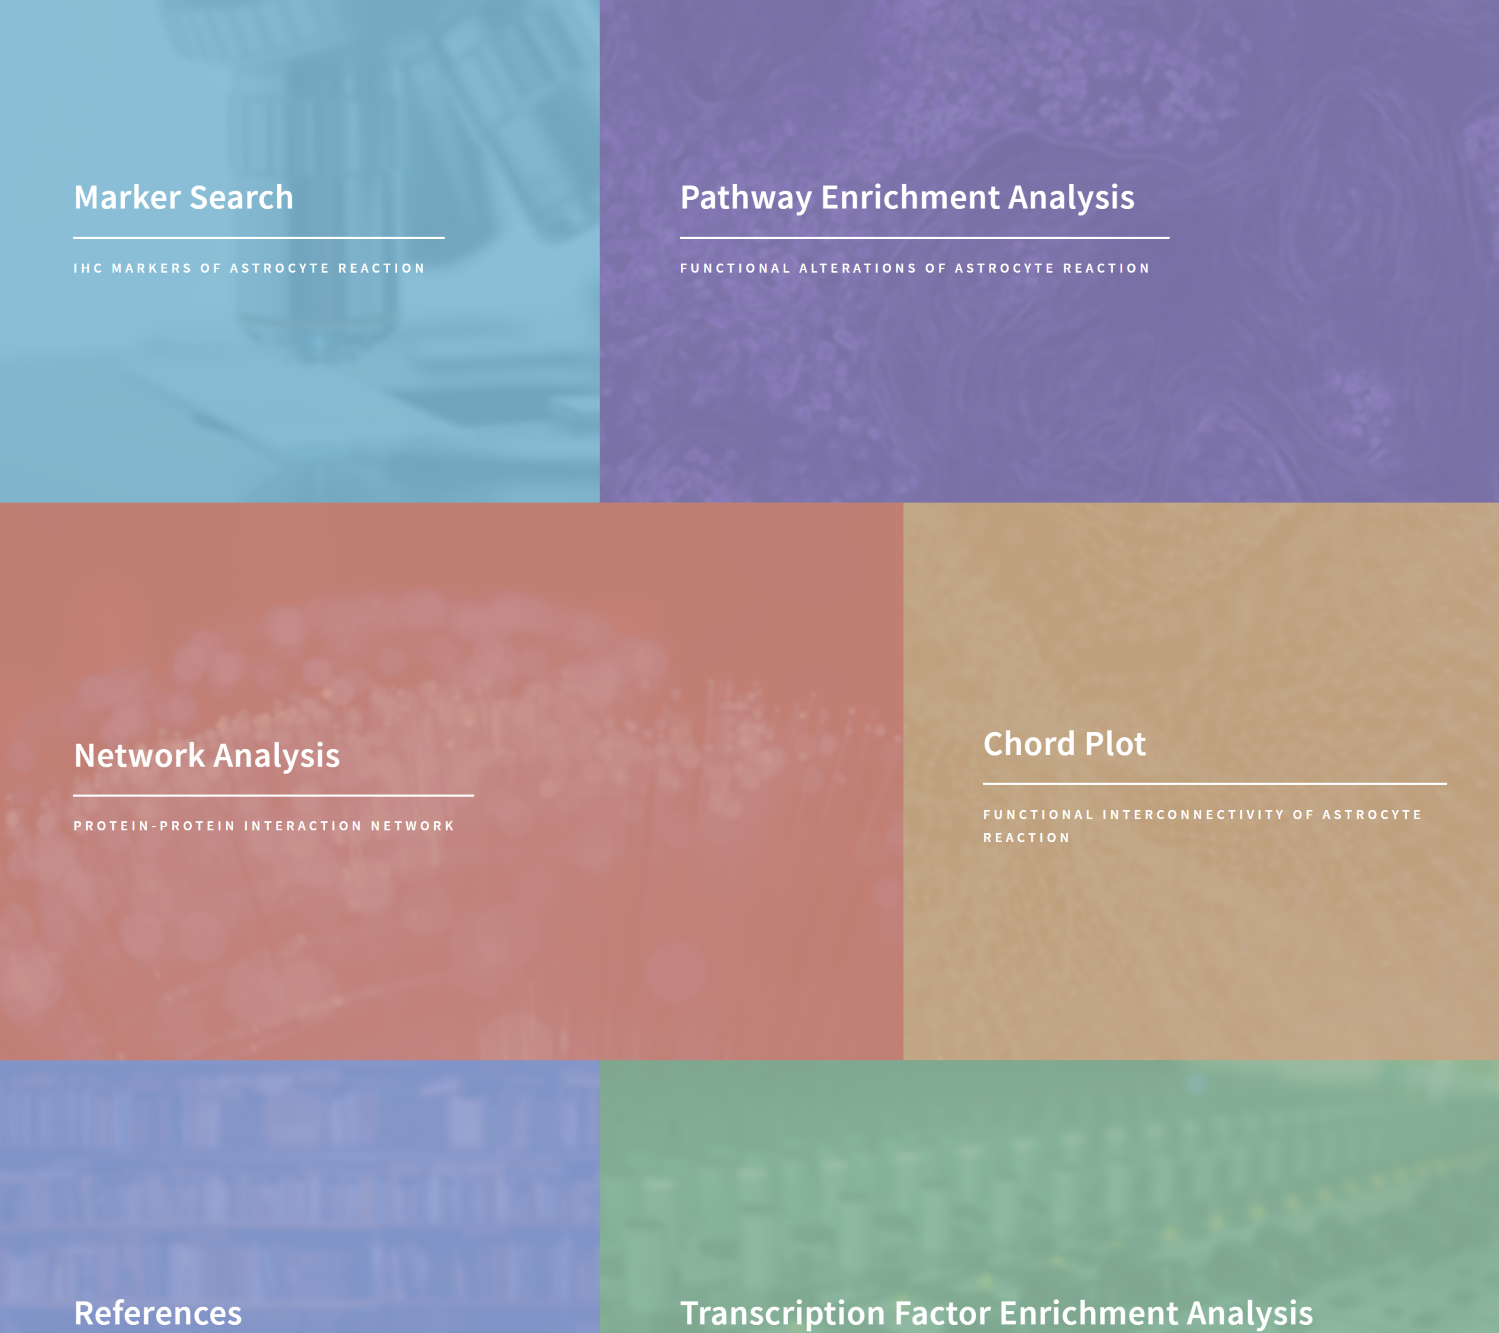 Marker Search
IHC MARKERS OF ASTROCYTE REACTION
Pathway Enrichment Analysis
FUNCTIONAL ALTERATIONS OF ASTROCYTE REACTION
Network Analysis
PROTEIN-PROTEIN INTERACTION NETWORK
Chord Plot
FUNCTIONAL INTERCONNECTIVITY OF ASTROCYTE
REACTION
References
Transcription Factor Enrichment Analysis